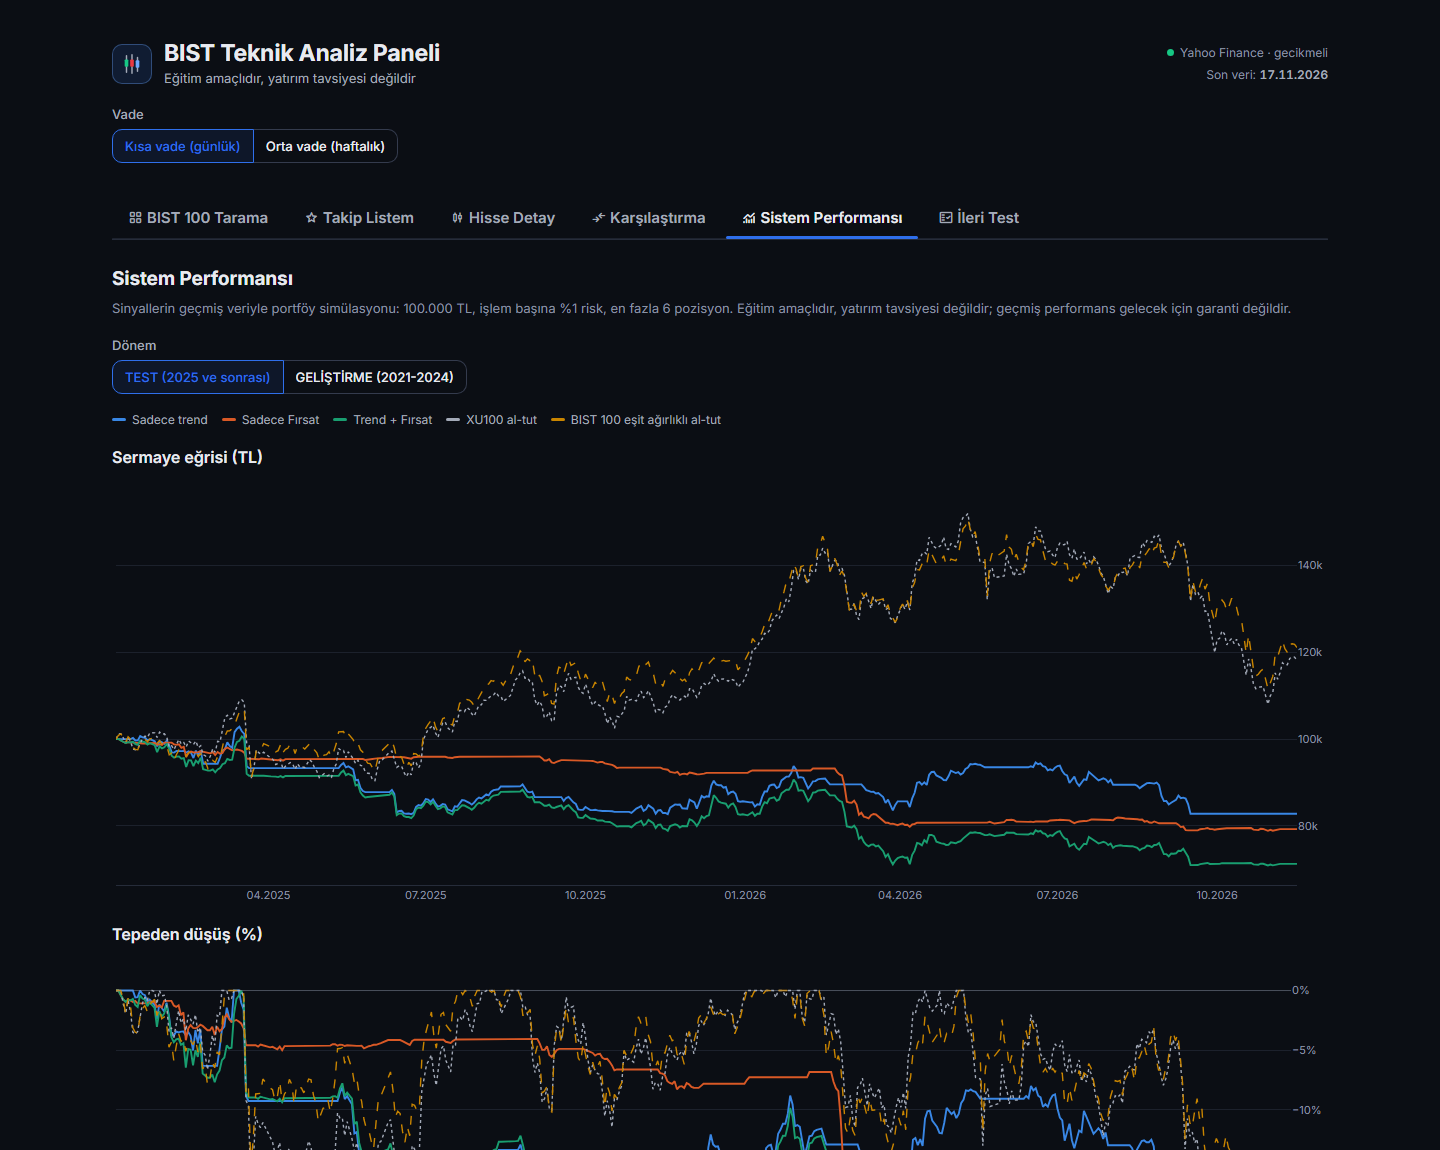 BIST Teknik Analiz Paneli
Eğitim amaçlıdır, yatırım tavsiyesi değildir
Yahoo Finance · gecikmeli
Son veri: 17.11.2026
Vade
Kısa vade (günlük)
Orta vade (haftalık)
BIST 100 Tarama
Takip Listem
Hisse Detay
Karşılaştırma
Sistem Performansı
İleri Test
Sistem Performansı
Sinyallerin geçmiş veriyle portföy simülasyonu: 100.000 TL, işlem başına %1 risk, en fazla 6 pozisyon. Eğitim amaçlıdır, yatırım tavsiyesi değildir; geçmiş performans gelecek için garanti değildir.
Dönem
TEST (2025 ve sonrası)
GELİŞTİRME (2021-2024)
Sadece trend
Sadece Fırsat
Trend + Fırsat
XU100 al-tut
BIST 100 eşit ağırlıklı al-tut
Sermaye eğrisi (TL)
140k
120k
100k
80k
04.2025
07.2025
10.2025
01.2026
04.2026
07.2026
10.2026
Tepeden düşüş (%)
0%
−5%
−10%